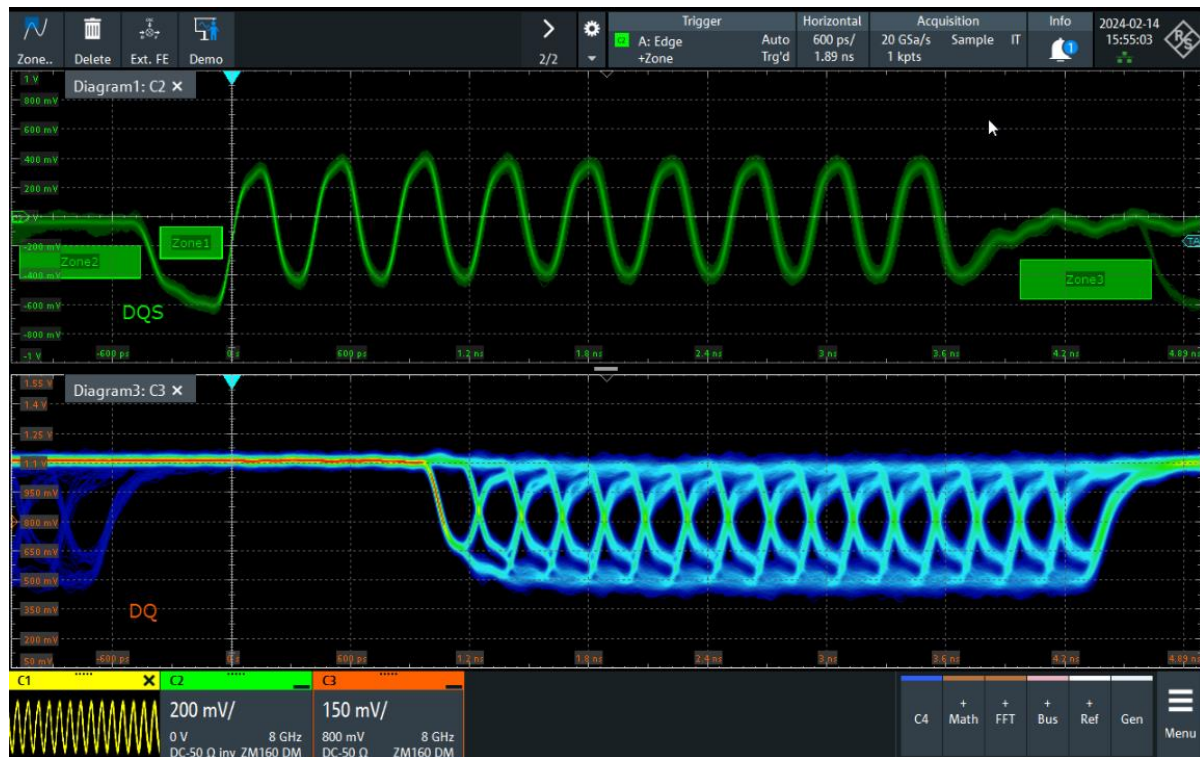 Trigger
Horizontal
Acquisition
Info
2024-02-14
15:55:03
C2
A: Edge
Auto
600 ps/
20 GSa/s
Sample
IT
1
+Zone
Trg'd
1.89 ns
1 kpts
Zone..
Delete
Ext. FE
Demo
2/2
R&S
Diagram1: C2
1 V
800 mV
600 mV
400 mV
200 mV
-200 mV
-400 mV
-600 mV
-800 mV
-1 V
Zone1
Zone2
Zone3
TA
DQS
-600 ps
0 s
600 ps
1.2 ns
1.8 ns
2.4 ns
3 ns
3.6 ns
4.2 ns
4.89 ns
Diagram3: C3
1.55 V
1.4 V
1.25 V
1.1 V
950 mV
800 mV
650 mV
500 mV
350 mV
200 mV
50 mV
DQ
-600 ps
0 s
600 ps
1.2 ns
1.8 ns
2.4 ns
3 ns
3.6 ns
4.2 ns
4.89 ns
C1
C2
200 mV/
0 V
8 GHz
DC-50 Ω inv ZM160 DM
C3
150 mV/
800 mV
8 GHz
DC-50 Ω
ZM160 DM
C4
+
Math
+
FFT
+
Bus
+
Ref
Gen
Menu